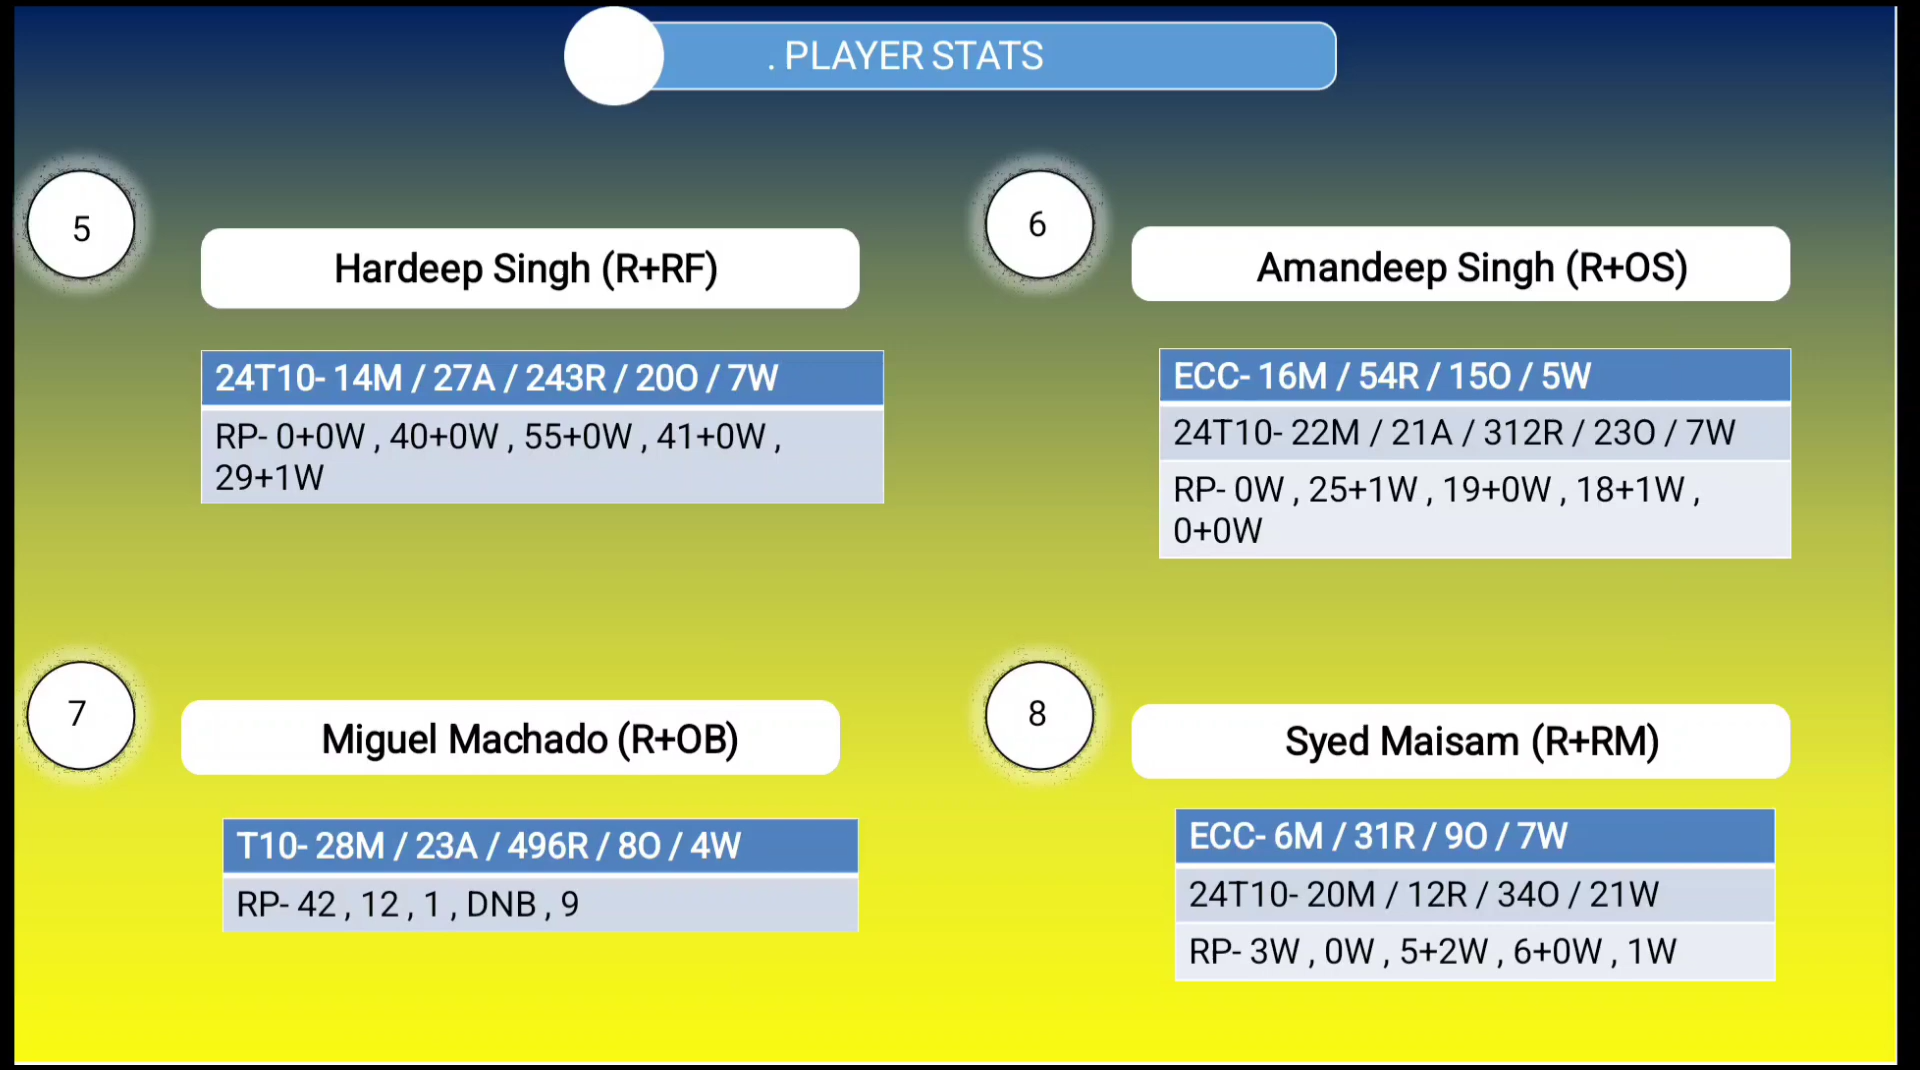 . PLAYER STATS
5
Hardeep Singh (R+RF)
24T10- 14M / 27A / 243R / 20O / 7W
RP- 0+0W , 40+0W , 55+0W , 41+0W ,
29+1W
6
Amandeep Singh (R+OS)
ECC- 16M / 54R / 15O / 5W
24T10- 22M / 21A / 312R / 23O / 7W
RP- 0W , 25+1W , 19+0W , 18+1W ,
0+0W
7
Miguel Machado (R+OB)
T10- 28M / 23A / 496R / 8O / 4W
RP- 42 , 12 , 1 , DNB , 9
8
Syed Maisam (R+RM)
ECC- 6M / 31R / 9O / 7W
24T10- 20M / 12R / 34O / 21W
RP- 3W , 0W , 5+2W , 6+0W , 1W